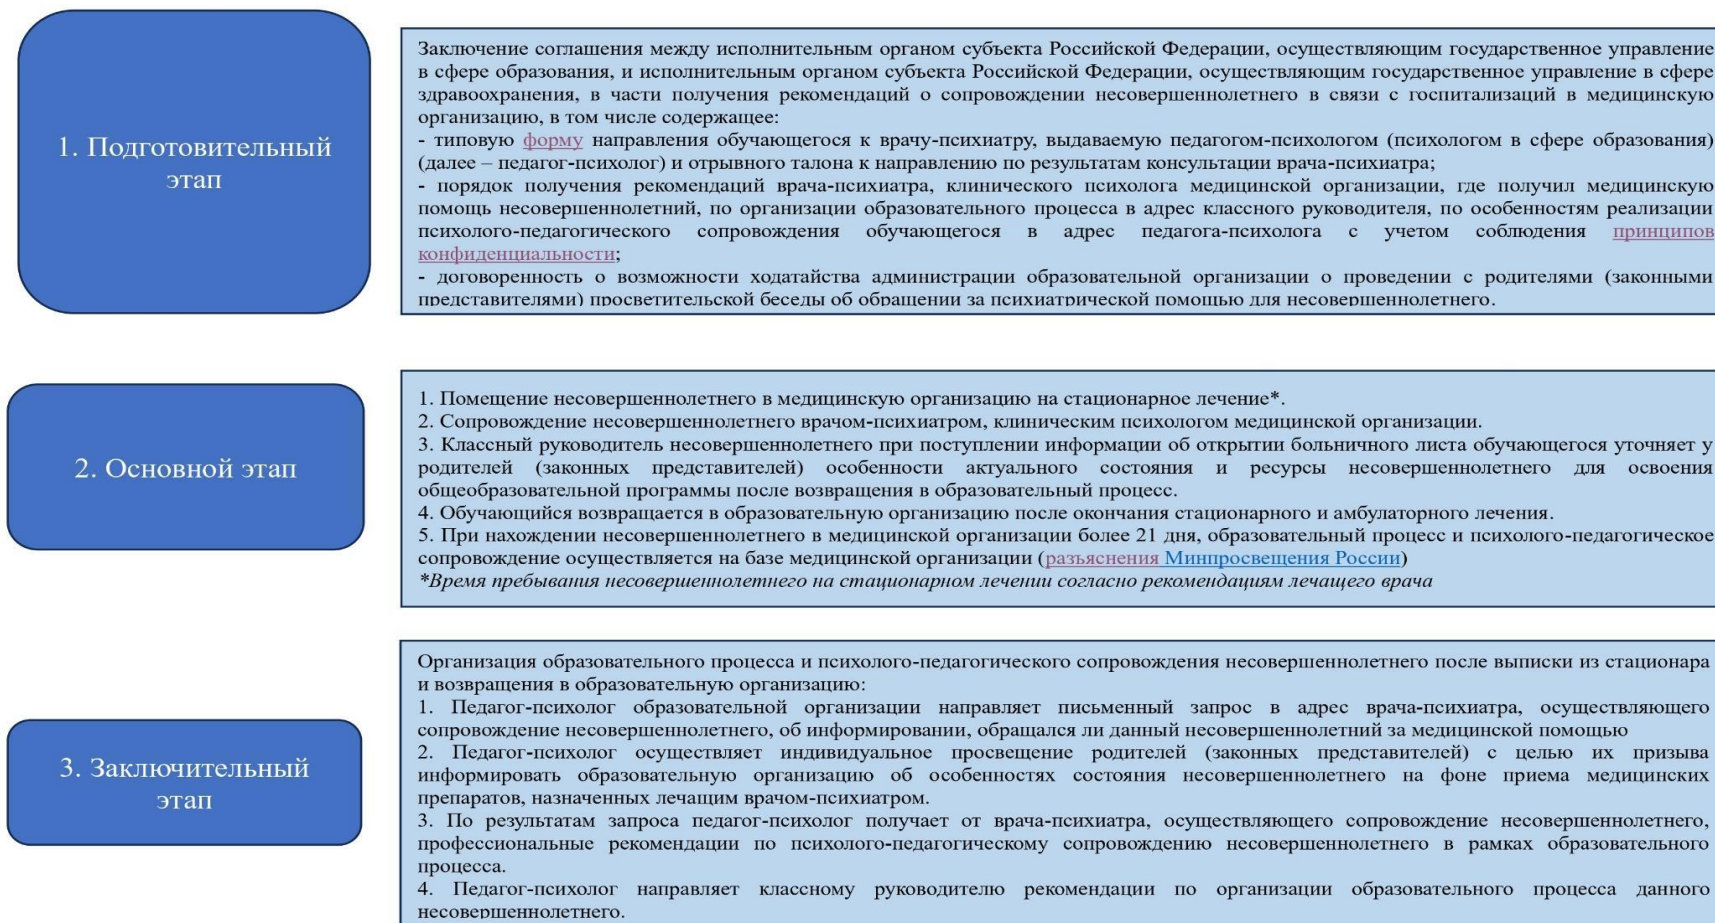 1. Подготовительный
этап
Заключение соглашения между исполнительным органом субъекта Российской Федерации, осуществляющим государственное управление
в сфере образования, и исполнительным органом субъекта Российской Федерации, осуществляющим государственное управление в сфере
здравоохранения, в части получения рекомендаций о сопровождении несовершеннолетнего в связи с госпитализаций в медицинскую
организацию, в том числе содержащее:
- типовую форму направления обучающегося к врачу-психиатру, выдаваемую педагогом-психологом (психологом в сфере образования)
(далее – педагог-психолог) и отрывного талона к направлению по результатам консультации врача-психиатра;
- порядок получения рекомендаций врача-психиатра, клинического психолога медицинской организации, где получил медицинскую
помощь несовершеннолетний, по организации образовательного процесса в адрес классного руководителя, по особенностям реализации
психолого-педагогического сопровождения обучающегося в адрес педагога-психолога с учетом соблюдения принципов
конфиденциальности;
- договоренность о возможности ходатайства администрации образовательной организации о проведении с родителями (законными
представителями) просветительской беседы об обращении за психиатрической помощью для несовершеннолетнего.
2. Основной этап
1. Помещение несовершеннолетнего в медицинскую организацию на стационарное лечение*.
2. Сопровождение несовершеннолетнего врачом-психиатром, клиническим психологом медицинской организации.
3. Классный руководитель несовершеннолетнего при поступлении информации об открытии больничного листа обучающегося уточняет у
родителей (законных представителей) особенности актуального состояния и ресурсы несовершеннолетнего для освоения
общеобразовательной программы после возвращения в образовательный процесс.
4. Обучающийся возвращается в образовательную организацию после окончания стационарного и амбулаторного лечения.
5. При нахождении несовершеннолетнего в медицинской организации более 21 дня, образовательный процесс и психолого-педагогическое
сопровождение осуществляется на базе медицинской организации (разъяснения Минпросвещения России)
*Время пребывания несовершеннолетнего на стационарном лечении согласно рекомендациям лечащего врача
3. Заключительный
этап
Организация образовательного процесса и психолого-педагогического сопровождения несовершеннолетнего после выписки из стационара
и возвращения в образовательную организацию:
1. Педагог-психолог образовательной организации направляет письменный запрос в адрес врача-психиатра, осуществляющего
сопровождение несовершеннолетнего, об информировании, обращался ли данный несовершеннолетний за медицинской помощью
2. Педагог-психолог осуществляет индивидуальное просвещение родителей (законных представителей) с целью их призыва
информировать образовательную организацию об особенностях состояния несовершеннолетнего на фоне приема медицинских
препаратов, назначенных лечащим врачом-психиатром.
3. По результатам запроса педагог-психолог получает от врача-психиатра, осуществляющего сопровождение несовершеннолетнего,
профессиональные рекомендации по психолого-педагогическому сопровождению несовершеннолетнего в рамках образовательного
процесса.
4. Педагог-психолог направляет классному руководителю рекомендации по организации образовательного процесса данного
несовершеннолетнего.